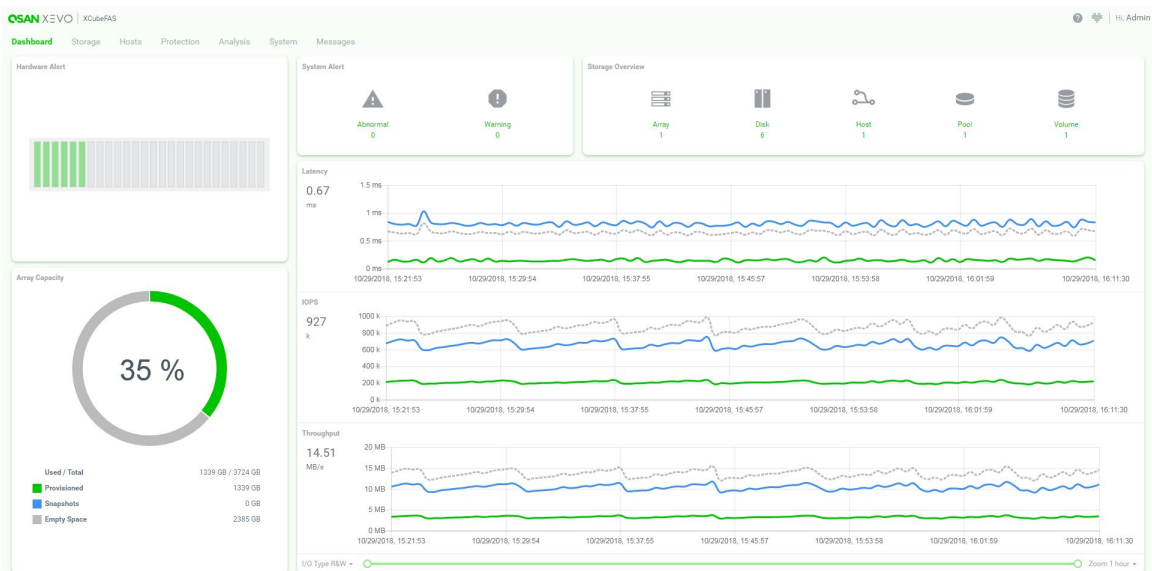 QSAN XEVO | XCubeFAS
Hi, Admin
Dashboard Storage Hosts Protection Analysis System Messages
Hardware Alert
System Alert
Abnormal Warning
0 0
Storage Overview
Array Disk Host Pool Volume
1 6 1 1 1
Latency
0.67
ms
1.5 ms
1 ms
0.5 ms
0 ms
10/29/2018, 15:21:53 10/29/2018, 15:29:54 10/29/2018, 15:37:55 10/29/2018, 15:45:57 10/29/2018, 15:53:58 10/29/2018, 16:01:59 10/29/2018, 16:11:30
Array Capacity
35 %
Used / Total 1339 GB / 3724 GB
Provisioned 1339 GB
Snapshots 0 GB
Empty Space 2385 GB
IOPS
927
k
1000 k
800 k
600 k
400 k
200 k
0 k
10/29/2018, 15:21:53 10/29/2018, 15:29:54 10/29/2018, 15:37:55 10/29/2018, 15:45:57 10/29/2018, 15:53:58 10/29/2018, 16:01:59 10/29/2018, 16:11:30
Throughput
14.51
MB/s
20 MB
15 MB
10 MB
5 MB
0 MB
10/29/2018, 15:21:53 10/29/2018, 15:29:54 10/29/2018, 15:37:55 10/29/2018, 15:45:57 10/29/2018, 15:53:58 10/29/2018, 16:01:59 10/29/2018, 16:11:30
I/O Type R&W Zoom 1 hour